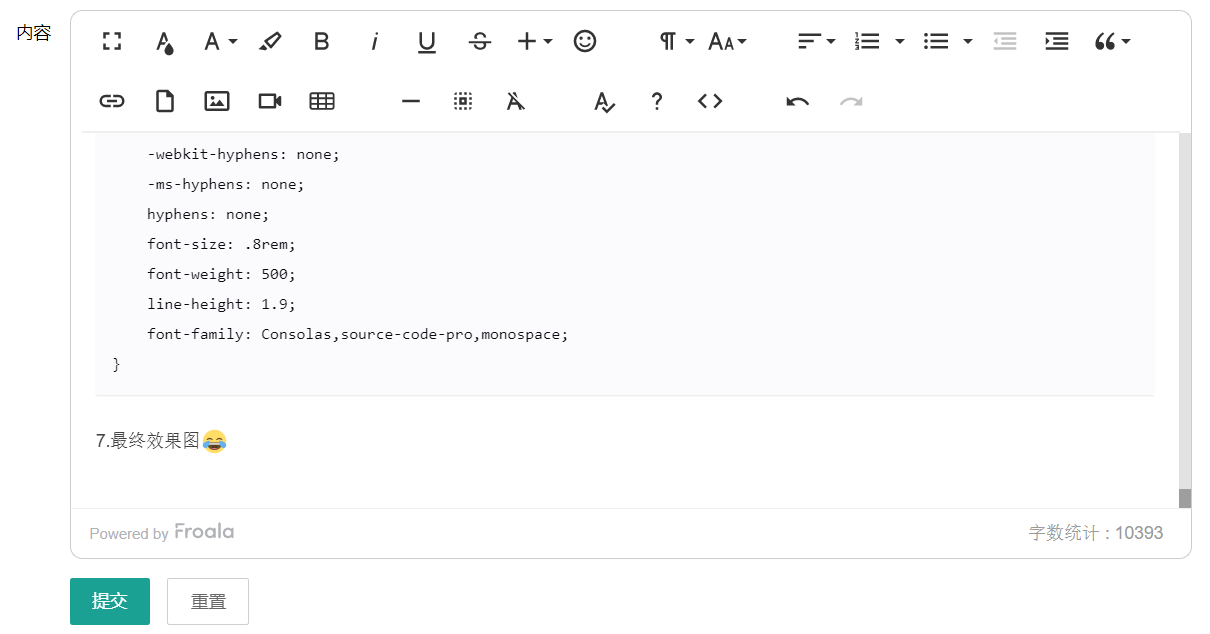 内容
-webkit-hyphens: none;
-ms-hyphens: none;
hyphens: none;
font-size: .8rem;
font-weight: 500;
line-height: 1.9;
font-family: Consolas,source-code-pro,monospace;
}
7.最终效果图😂
Powered by Froala
字数统计 : 10393
提交
重置